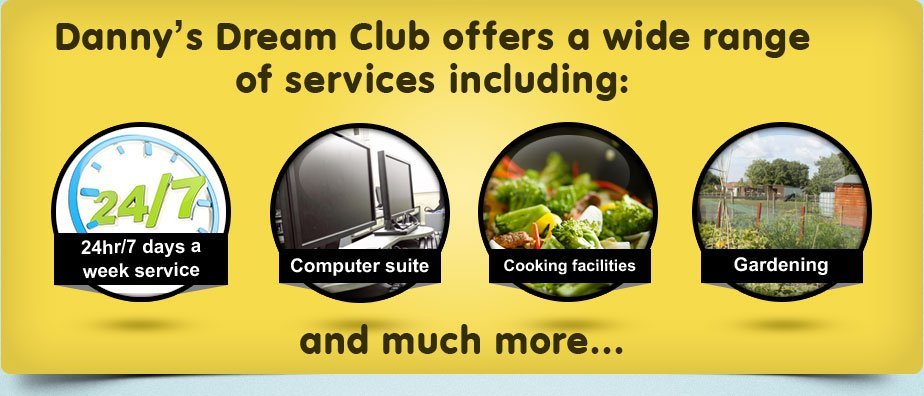 Danny’s Dream Club offers a wide range
of services including:
24/7
24hr/7 days a
week service
Computer suite
Cooking facilities
Gardening
and much more...